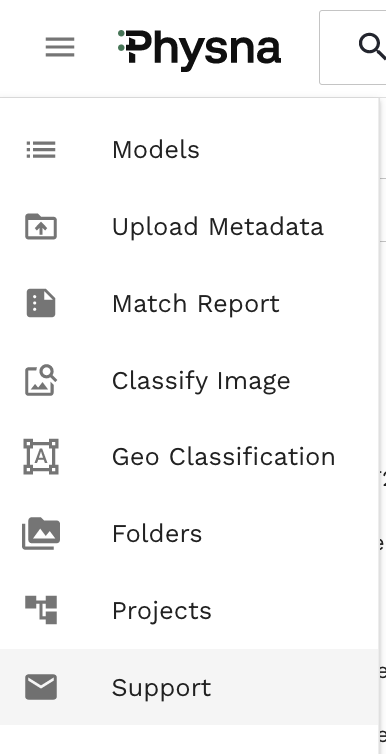 Physna
Models
Upload Metadata
Match Report
Classify Image
Geo Classification
Folders
Projects
Support